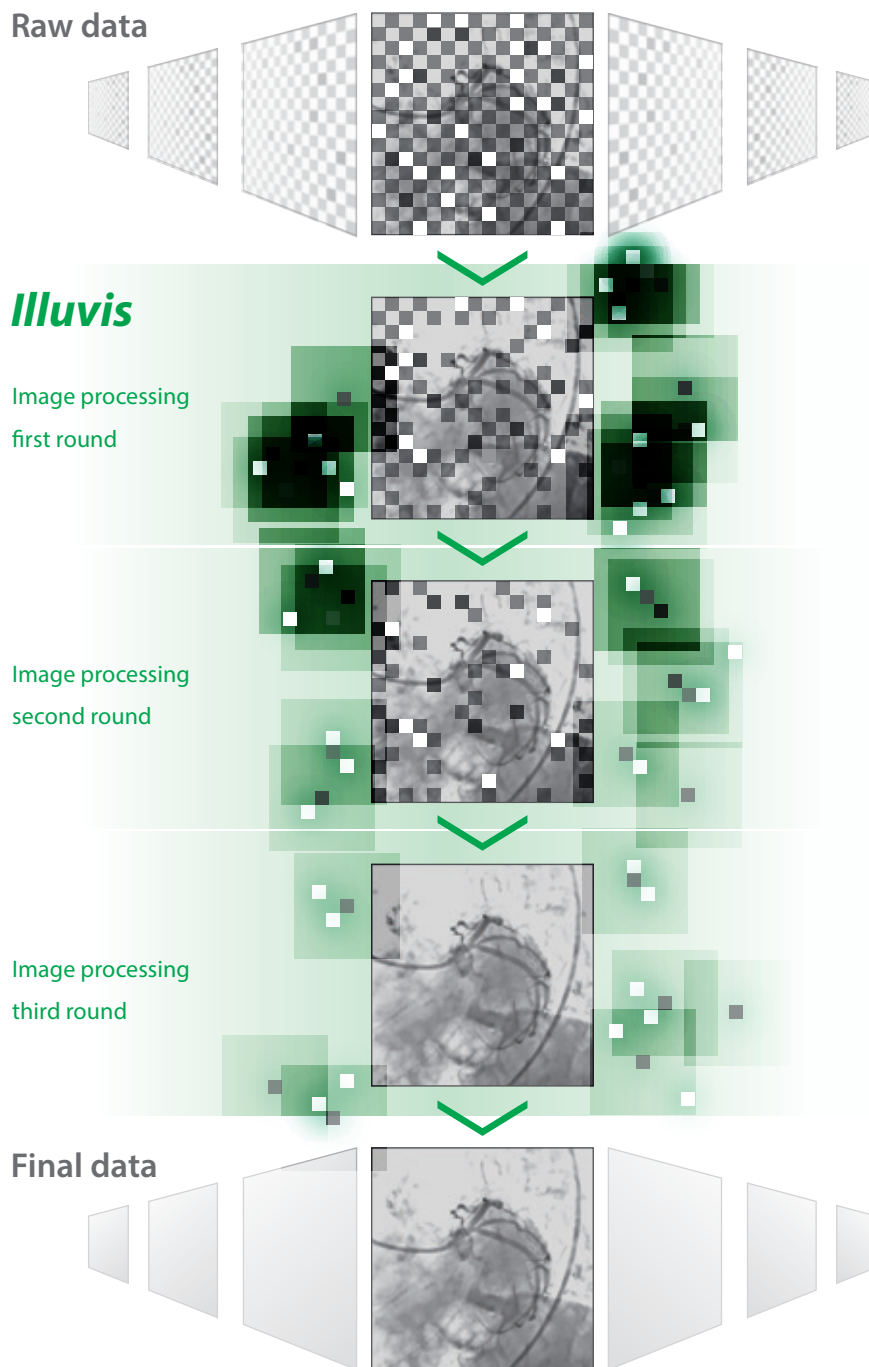 Raw data
Illuvis
Image processing
first round
Image processing
second round
Image processing
third round
Final data